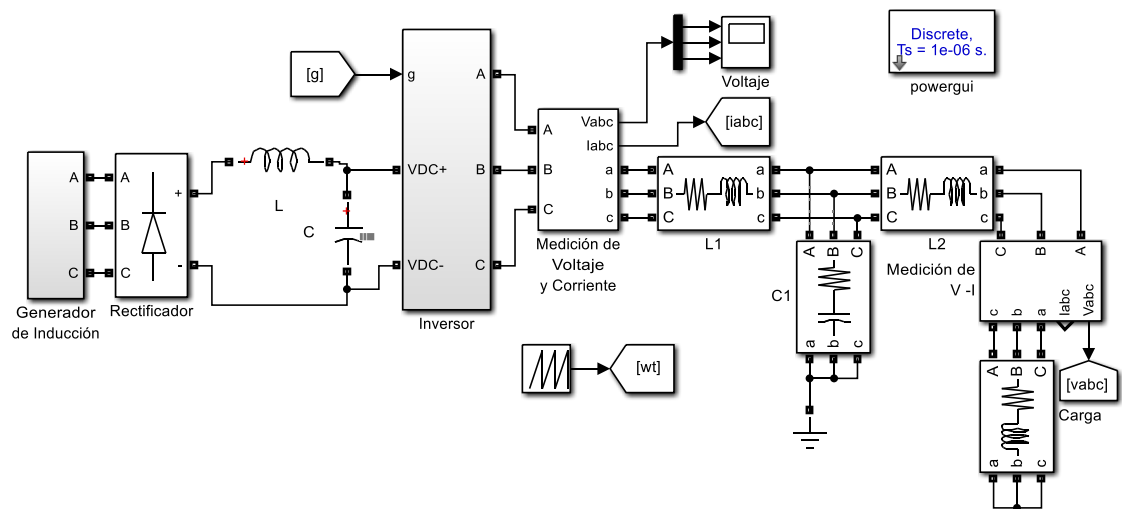 A
B
C
Generador
de Inducción
A
B
C
+
-
Rectificador
L
C
[g]
g
VDC+
VDC-
A
B
C
Inversor
A
B
C
Vabc
Iabc
a
b
c
Medición de
Voltaje
y Corriente
Voltaje
[iabc]
Discrete,
Ts = 1e-06 s.
powergui
A
B
C
a
b
c
L1
A
B
C
a
b
c
L2
A
B
C
a
b
c
C1
Medición de
V -I
C
B
A
c
b
a
Iabc
Vabc
[wt]
[vabc]
A
B
C
a
b
c
Carga